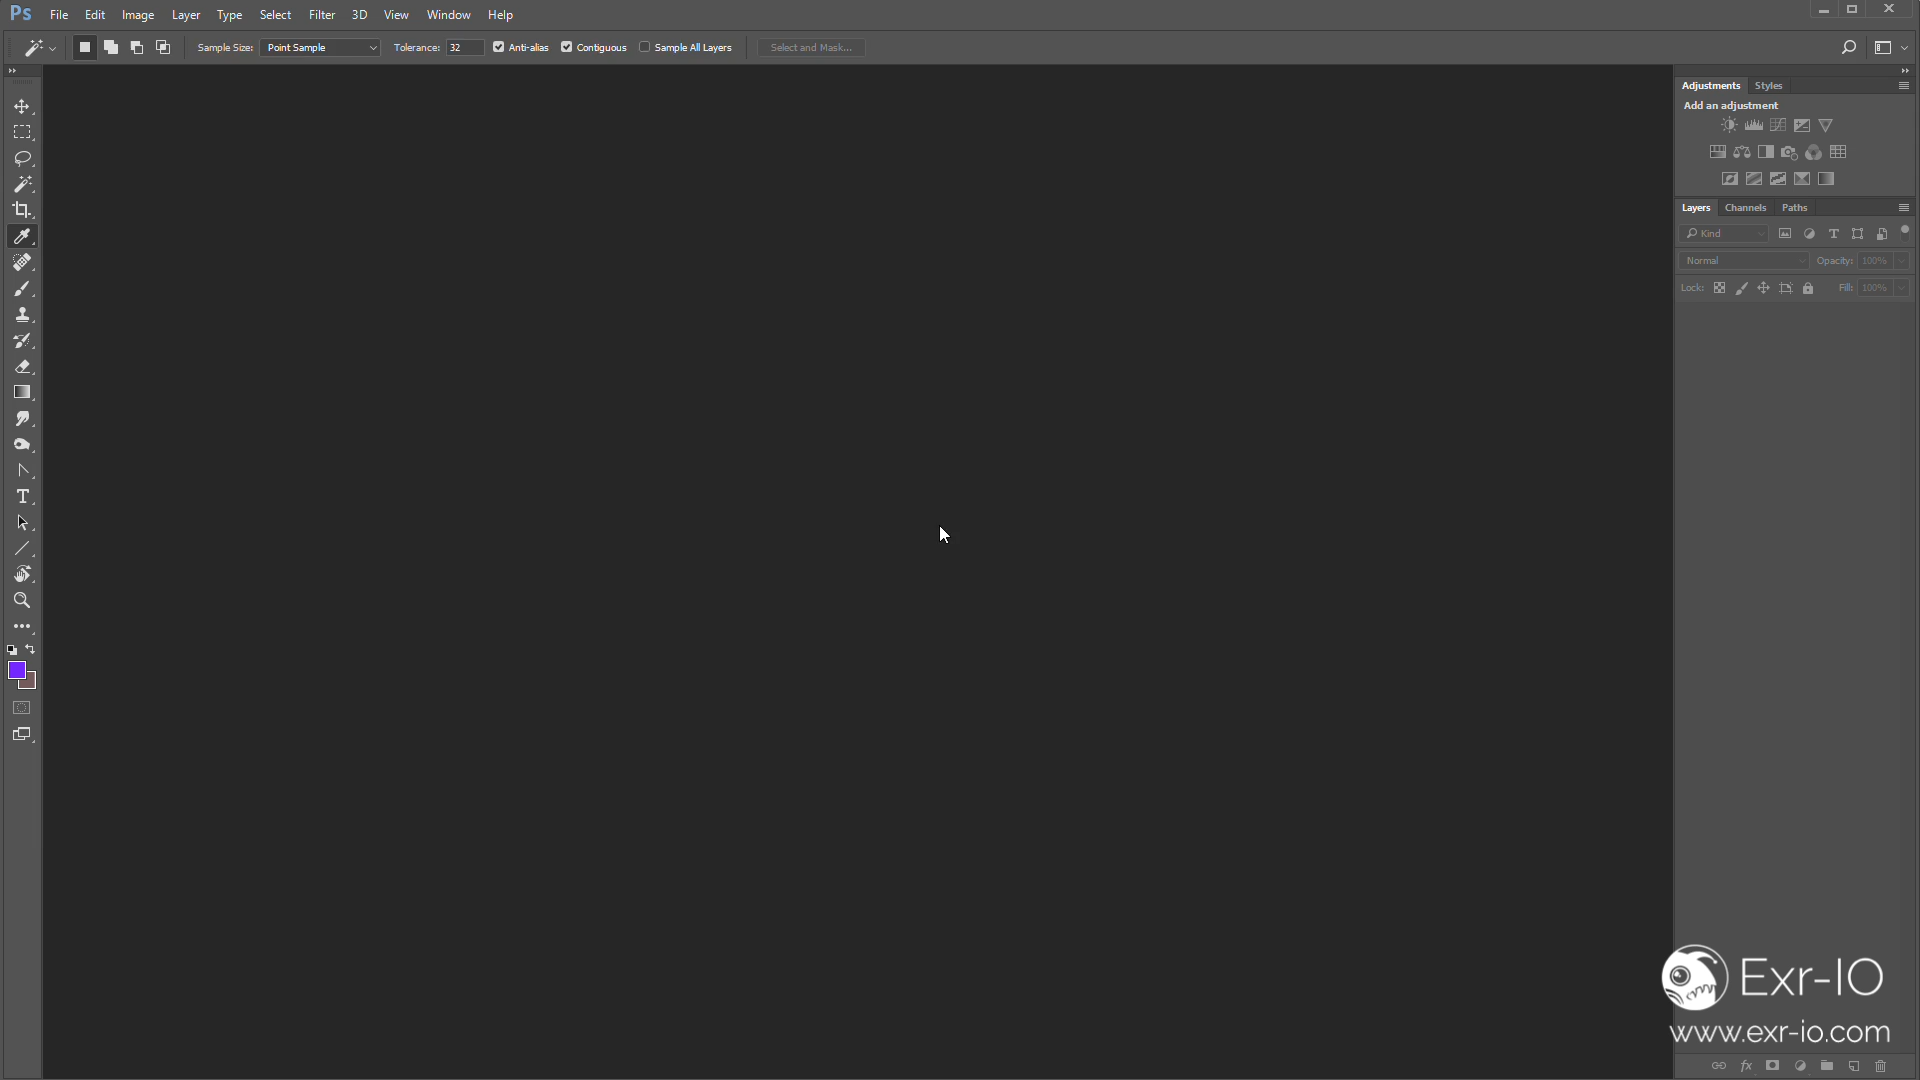 Ps File Edit Image Layer Type Select Filter 3D View Window Help
Sample Size: Point Sample Tolerance: 32 Anti-alias Contiguous Sample All Layers Select and Mask...
Adjustments Styles
Add an adjustment
Layers Channels Paths
Kind
Normal Opacity: 100%
Lock: Fill: 100%
Exr-IO
www.exr-io.com
fx